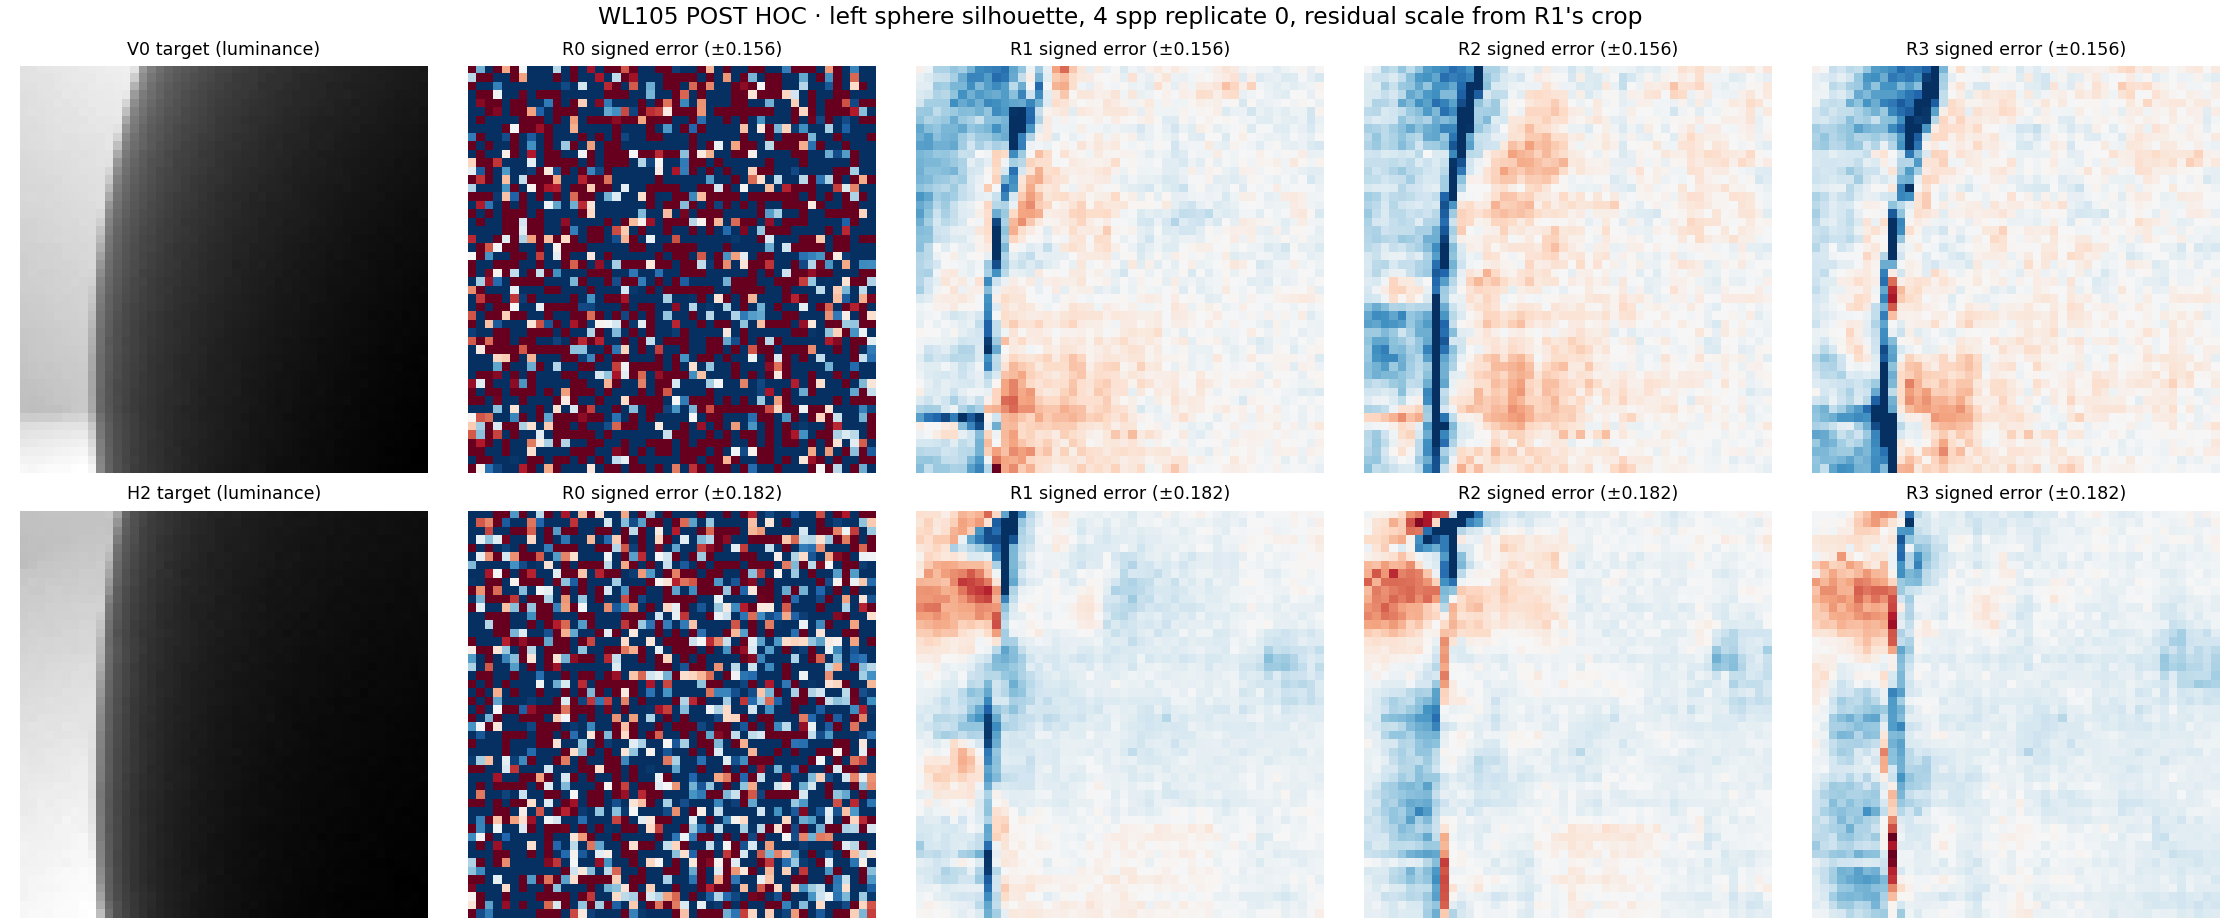 WL105 POST HOC · left sphere silhouette, 4 spp replicate 0, residual scale from R1's crop
V0 target (luminance)
R0 signed error (±0.156)
R1 signed error (±0.156)
R2 signed error (±0.156)
R3 signed error (±0.156)
H2 target (luminance)
R0 signed error (±0.182)
R1 signed error (±0.182)
R2 signed error (±0.182)
R3 signed error (±0.182)